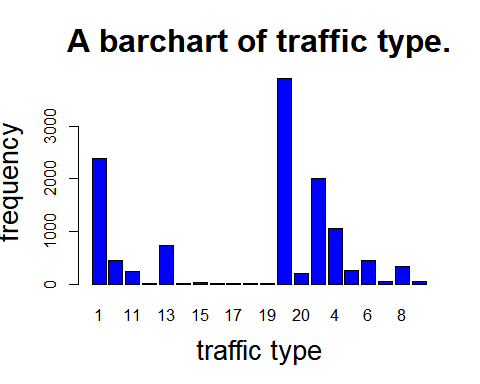 A barchart of traffic type.
frequency
3000
2000
1000
0
1 11 13 15 17 19 20 4 6 8
traffic type